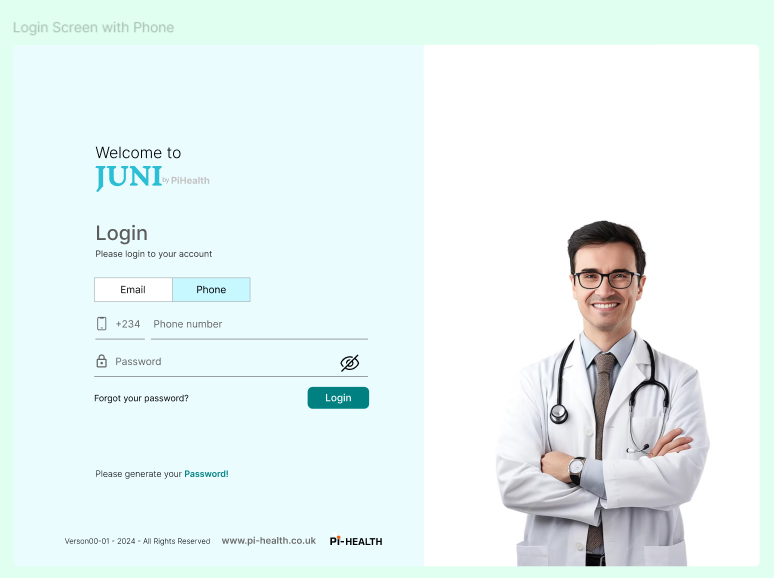 Login Screen with Phone
Welcome to
JUNI by PiHealth
Login
Please login to your account
Email Phone
+234 Phone number
Password
Forgot your password? Login
Please generate your Password!
Verson00-01 - 2024 - All Rights Reserved www.pi-health.co.uk Pi-HEALTH